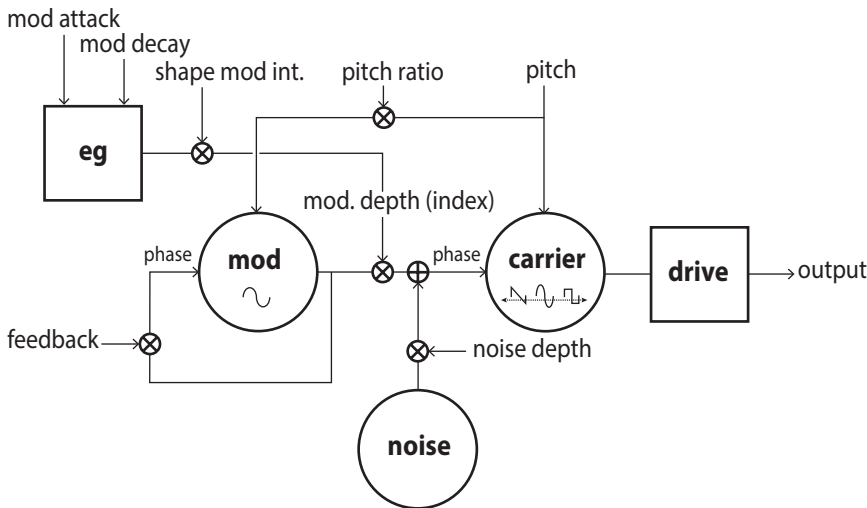 mod attack
mod decay
shape mod int.
pitch ratio
pitch
eg
mod. depth (index)
phase
mod
phase
carrier
drive
output
feedback
noise depth
noise